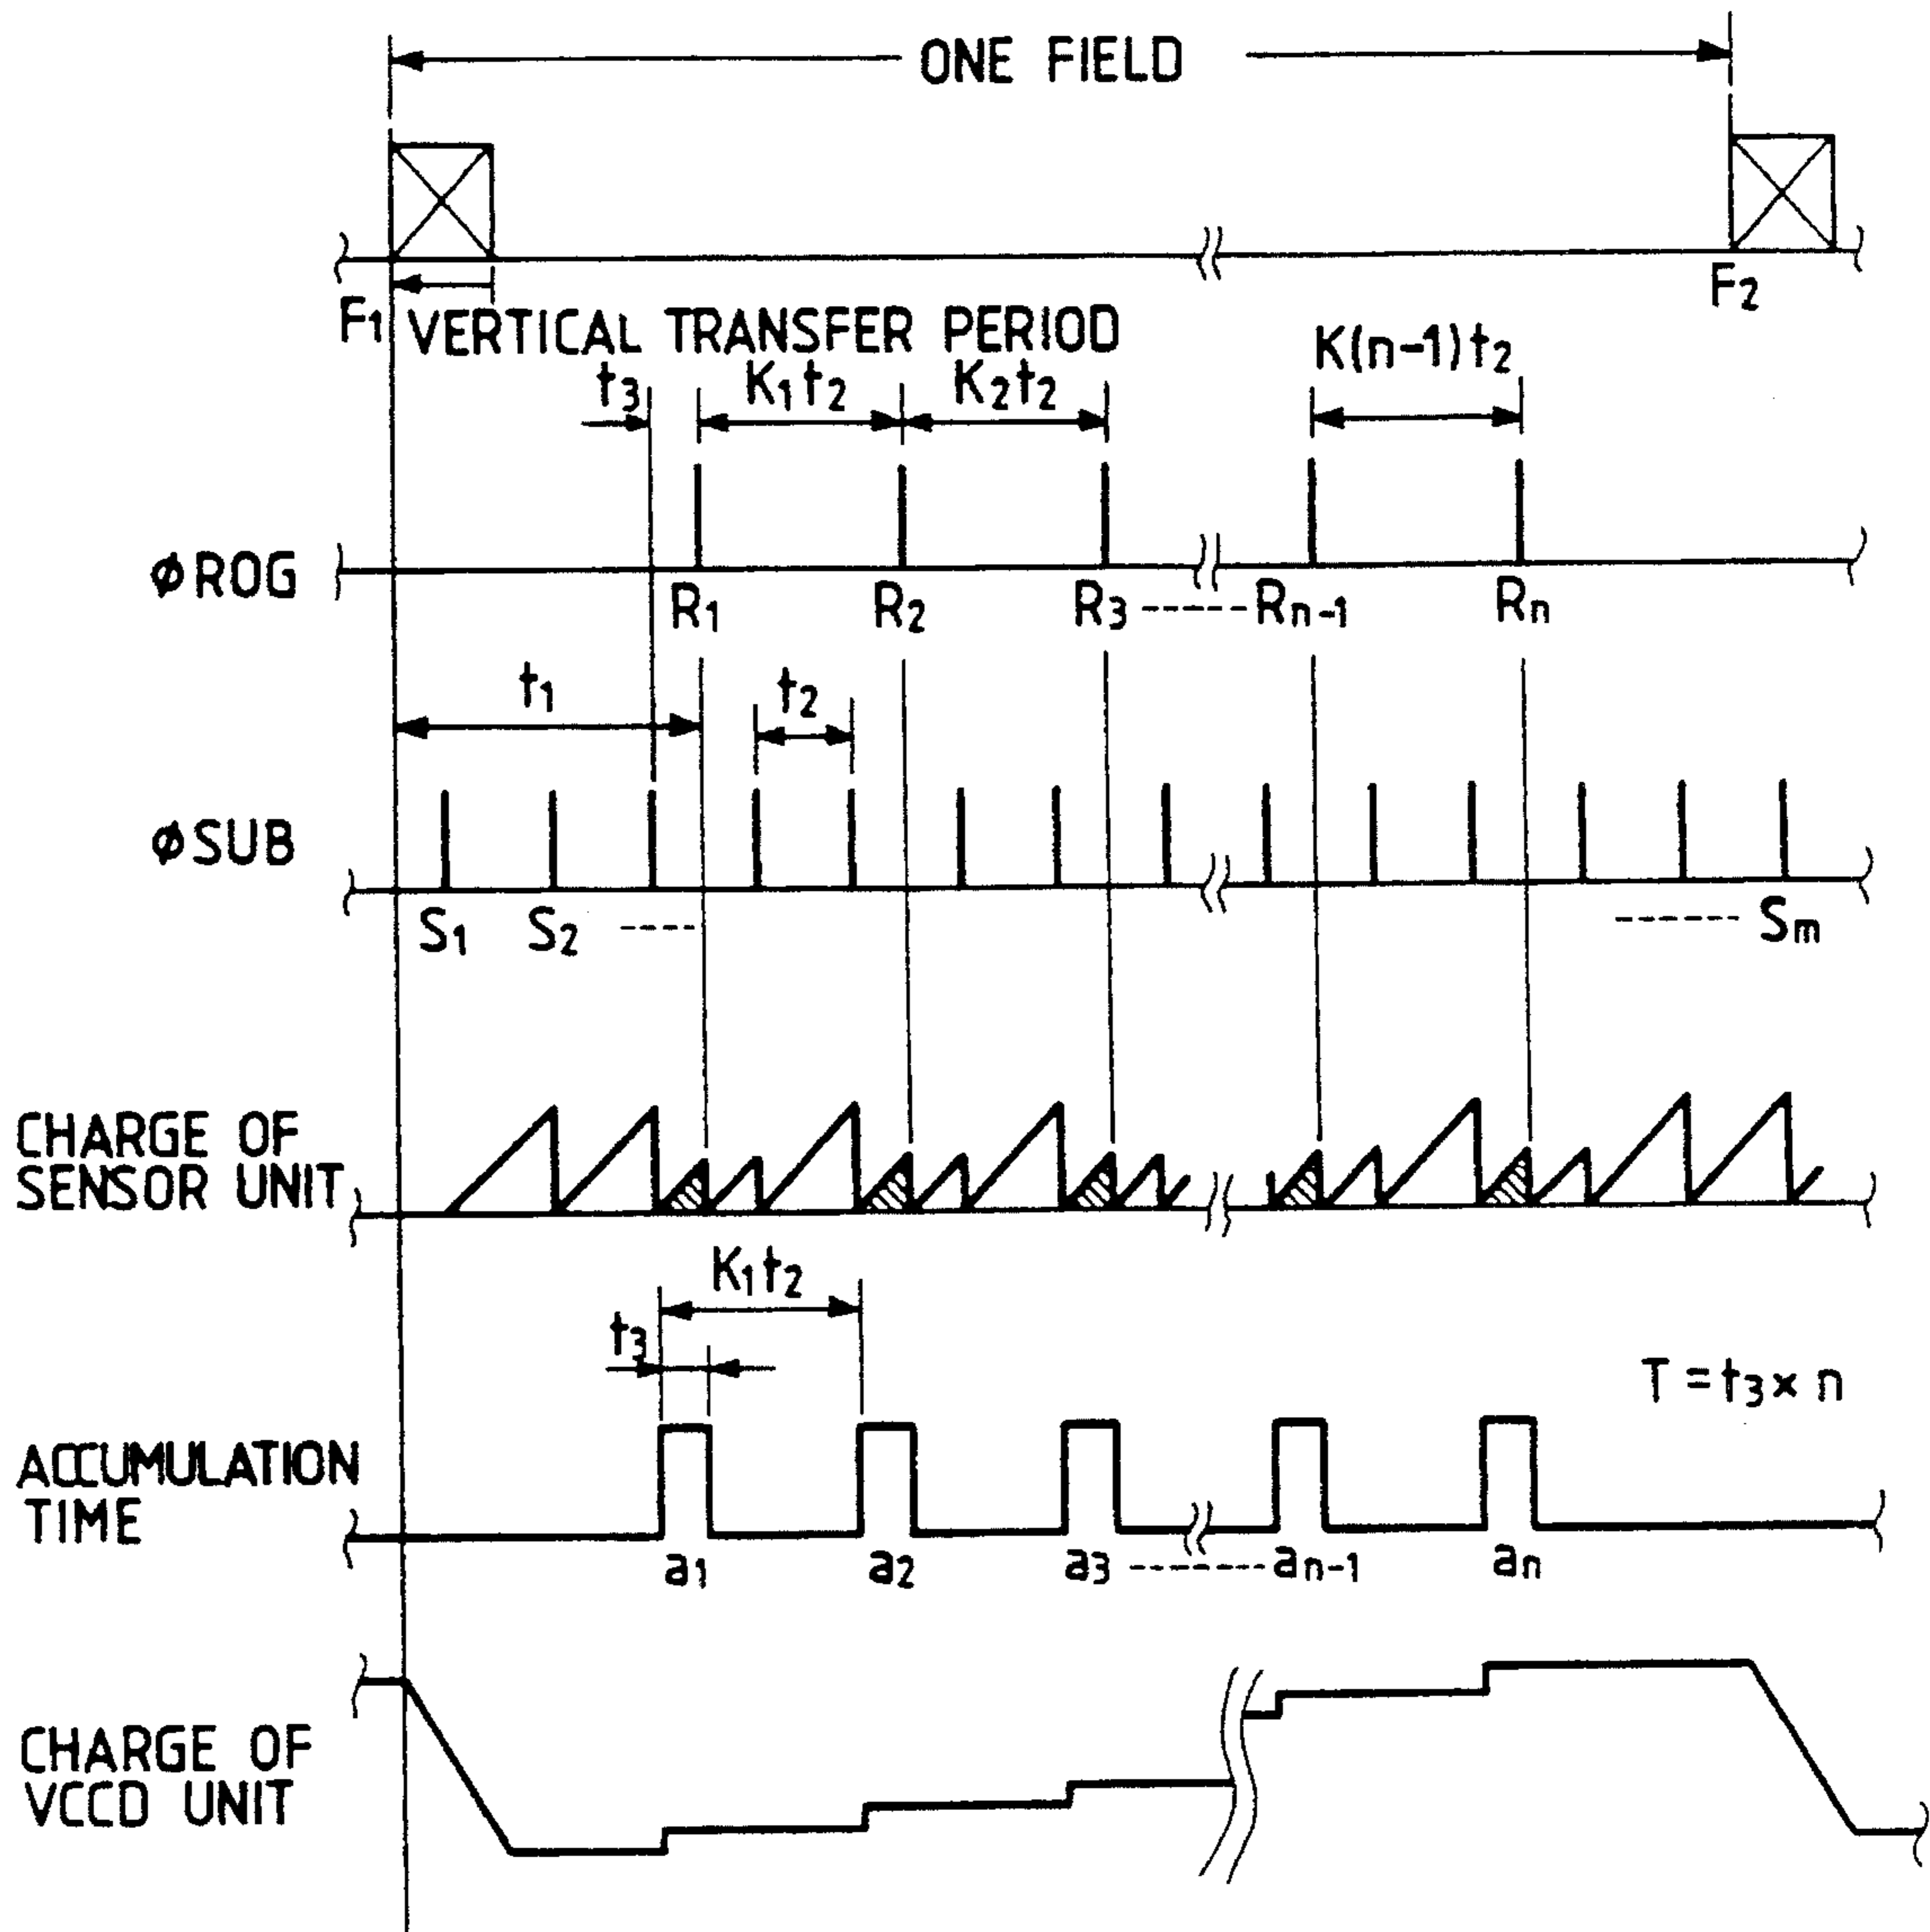 ONE FIELD
F1
F2
VERTICAL TRANSFER PERIOD
t3
K1t2
K2t2
K(n-1)t2
øROG
R1
R2
R3 ------ Rn-1
Rn
t1
t2
øSUB
S1
S2 ----
------ Sm
CHARGE OF
SENSOR UNIT
K1t2
t3
T = t3 × n
ACCUMULATION
TIME
a1
a2
a3 -------- an-1
an
CHARGE OF
VCCD UNIT